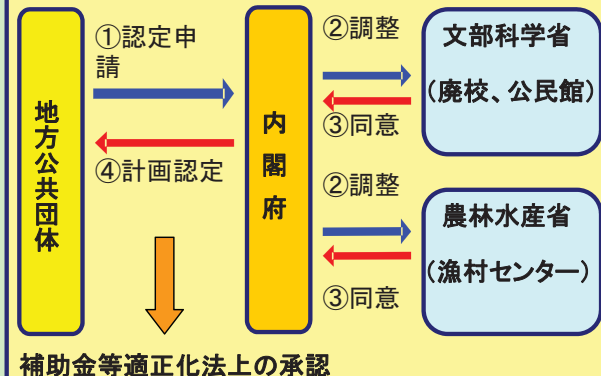 ①認定申
請
②調整
文部科学省
(廃校、公民館)
③同意
地方公共団体
内閣府
④計画認定
②調整
農林水産省
(漁村センター)
③同意
補助金等適正化法上の承認